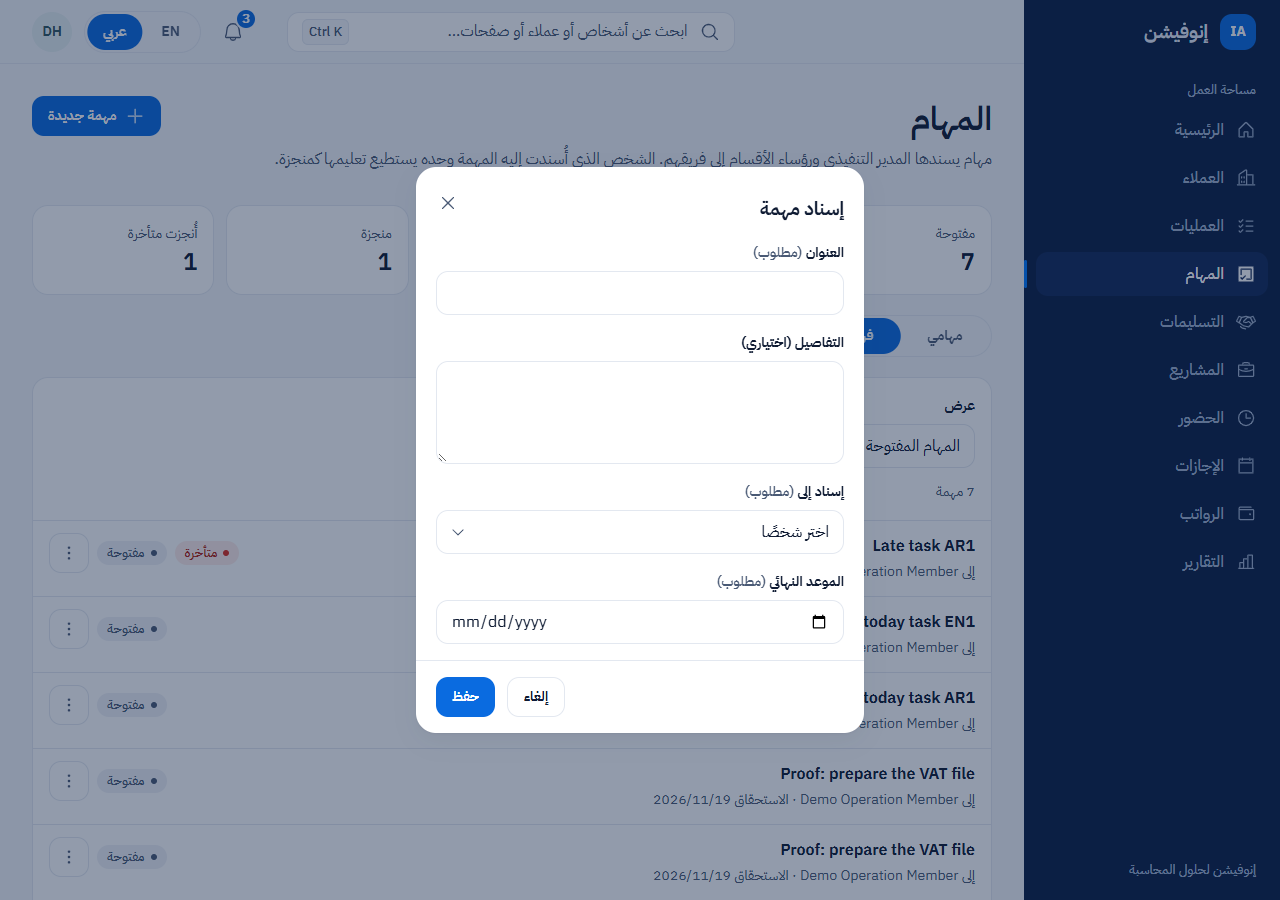 IA إنوفيشن
ابحث عن أشخاص أو عملاء أو صفحات... Ctrl K
3
EN عربي DH
مساحة العمل
الرئيسية
العملاء
العمليات
المهام
التسليمات
المشاريع
الحضور
الإجازات
الرواتب
التقارير
إنوفيشن لحلول المحاسبة
المهام
مهمة جديدة
مهام يسندها المدير التنفيذي ورؤساء الأقسام إلى فريقهم. الشخص الذي أُسندت إليه المهمة وحده يستطيع تعليمها كمنجزة.
مفتوحة
7
منجزة
1
أُنجزت متأخرة
1
مهامي
عرض
المهام المفتوحة
7 مهمة
Late task AR1
متأخرة مفتوحة
today task EN1
مفتوحة
today task AR1
مفتوحة
Proof: prepare the VAT file
إلى Demo Operation Member · الاستحقاق 2026/11/19
مفتوحة
Proof: prepare the VAT file
إلى Demo Operation Member · الاستحقاق 2026/11/19
مفتوحة
إسناد مهمة
العنوان (مطلوب)
التفاصيل (اختياري)
إسناد إلى (مطلوب)
اختر شخصًا
الموعد النهائي (مطلوب)
mm/dd/yyyy
إلغاء
حفظ